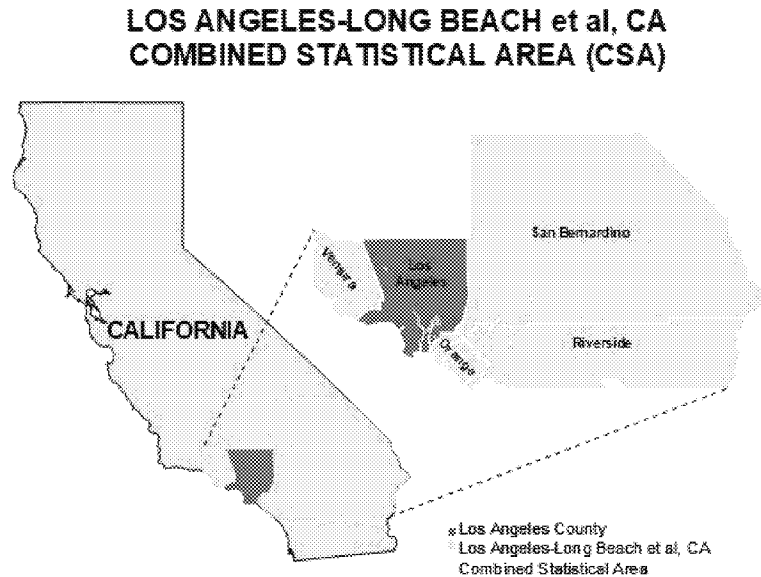 LOS ANGELES-LONG BEACH et al, CA
COMBINED STATISTICAL AREA (CSA)
San Bernardino
Ventura
Los
Angeles
CALIFORNIA
Orange
Riverside
Los Angeles County
Los Angeles-Long Beach et al, CA
Combined Statistical Area